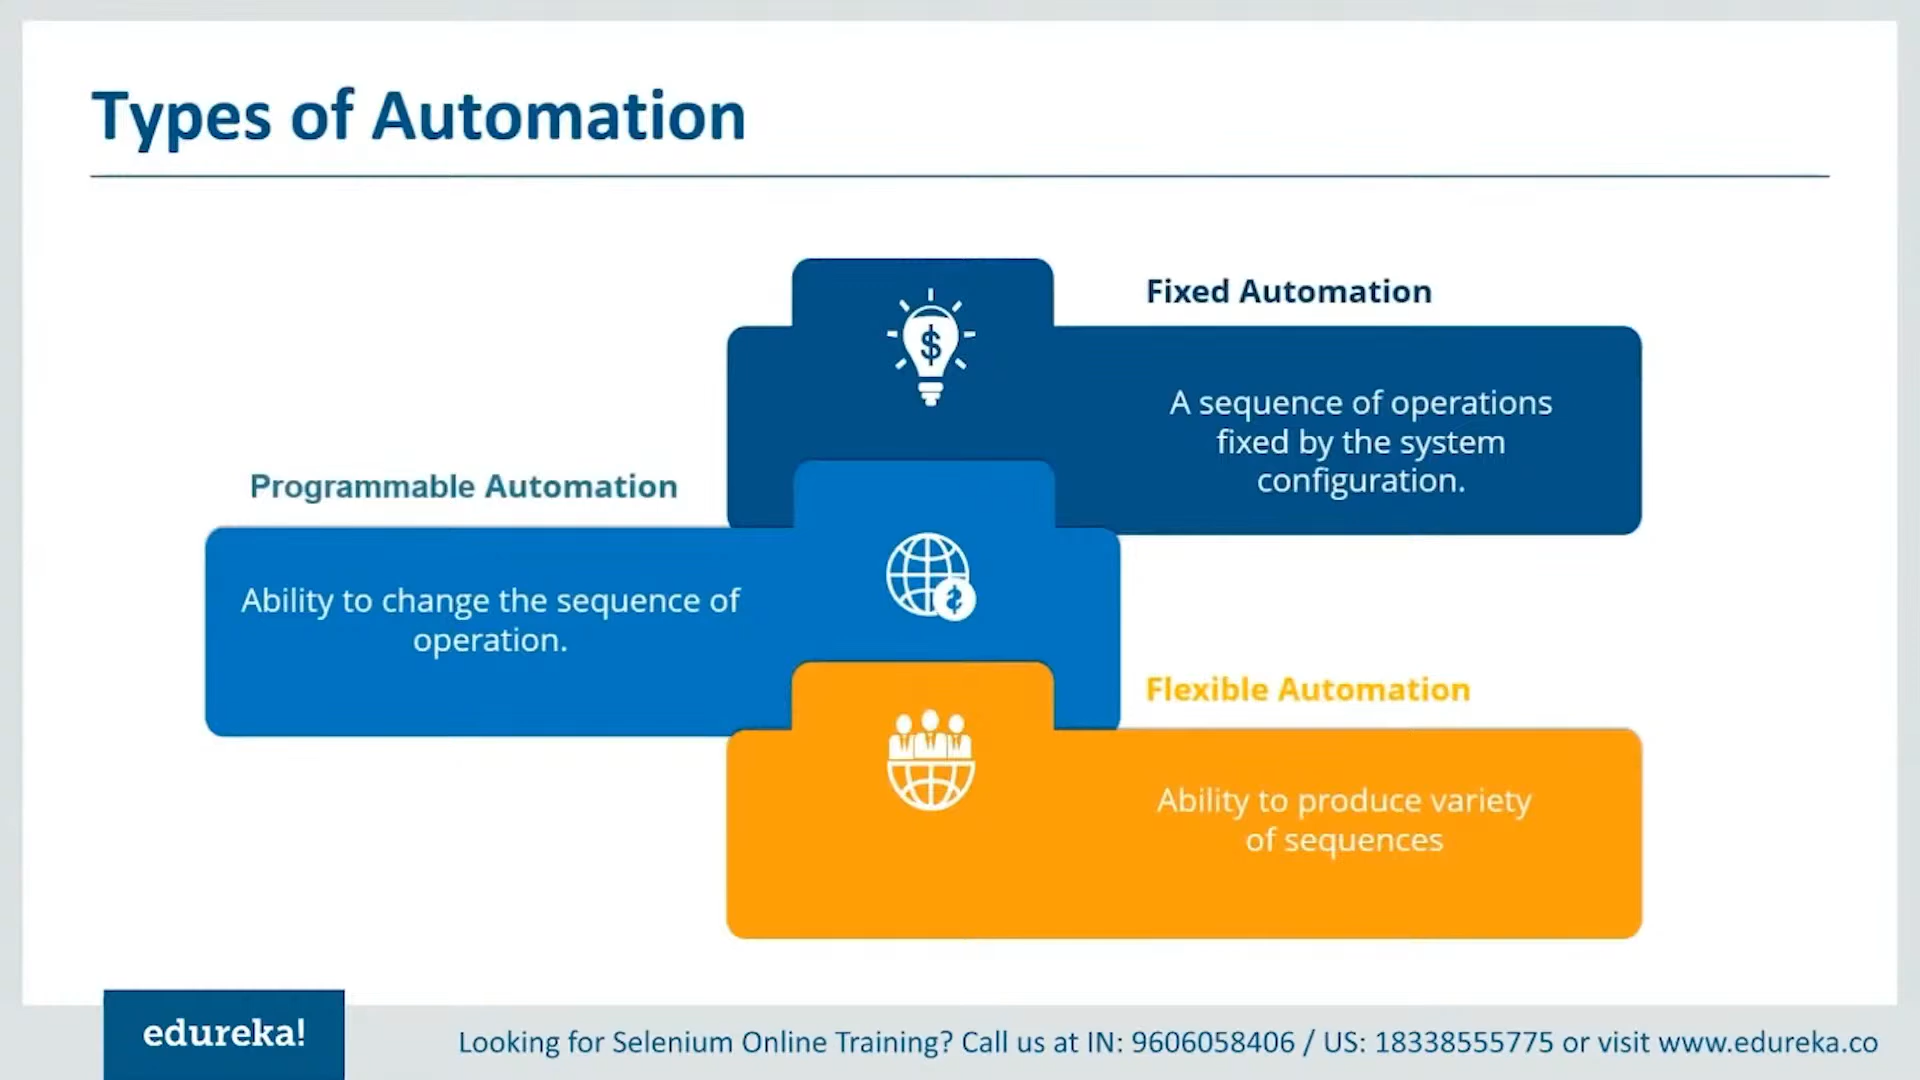 Types of Automation
Fixed Automation
A sequence of operations
fixed by the system
configuration.
Programmable Automation
Ability to change the sequence of
operation.
Flexible Automation
Ability to produce variety
of sequences
edureka!
Looking for Selenium Online Training? Call us at IN: 9606058406 / US: 18338555775 or visit www.edureka.co